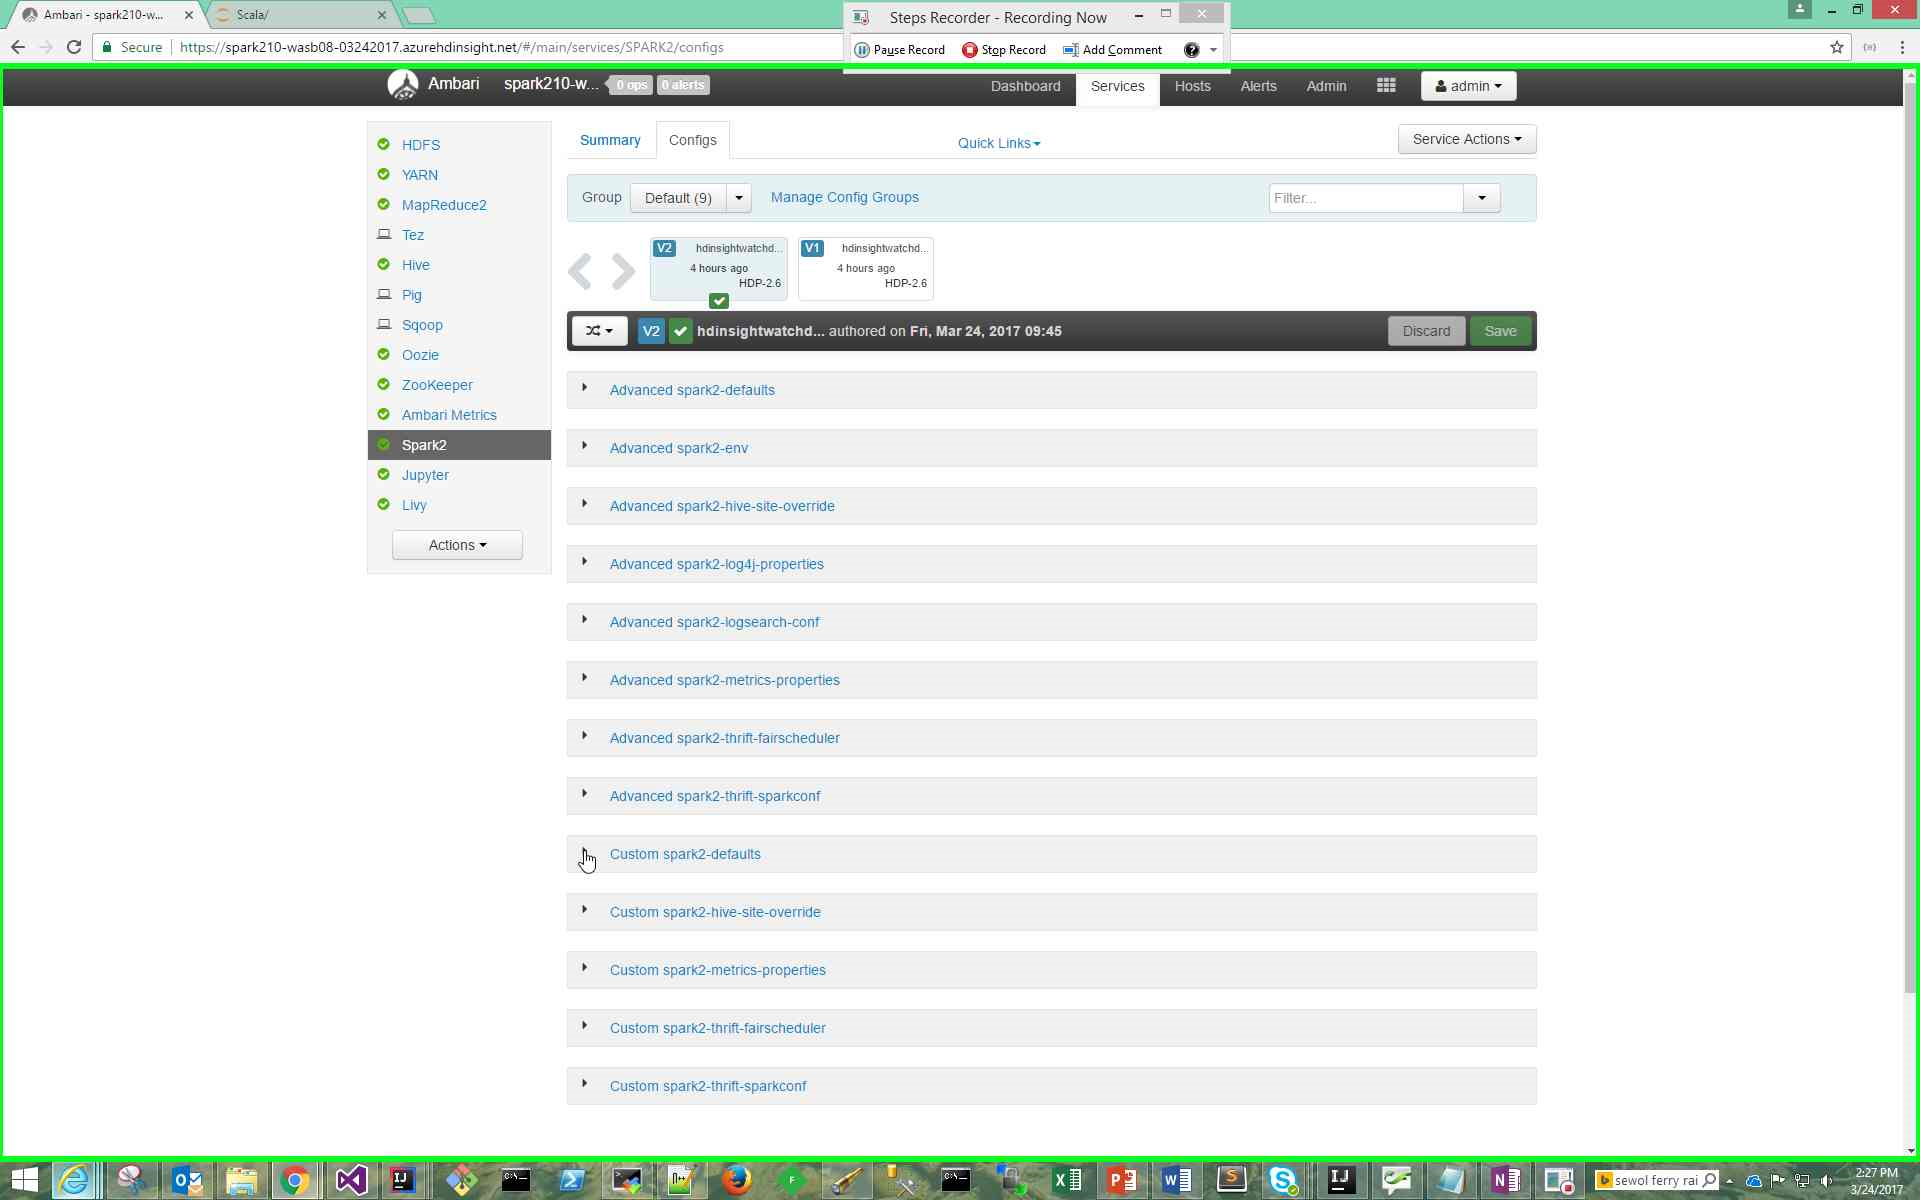 Ambari - spark210-w...
Scala/
Steps Recorder - Recording Now
Pause Record
Stop Record
Add Comment
Secure
https://spark210-wasb08-03242017.azurehdinsight.net/#/main/services/SPARK2/configs
Ambari
spark210-w...
0 ops
0 alerts
Dashboard
Services
Hosts
Alerts
Admin
admin
HDFS
YARN
MapReduce2
Tez
Hive
Pig
Sqoop
Oozie
ZooKeeper
Ambari Metrics
Spark2
Jupyter
Livy
Actions
Summary
Configs
Quick Links
Service Actions
Group
Default (9)
Manage Config Groups
Filter...
V2
hdinsightwatchd...
4 hours ago
HDP-2.6
V1
hdinsightwatchd...
4 hours ago
HDP-2.6
V2
hdinsightwatchd... authored on Fri, Mar 24, 2017 09:45
Discard
Save
Advanced spark2-defaults
Advanced spark2-env
Advanced spark2-hive-site-override
Advanced spark2-log4j-properties
Advanced spark2-logsearch-conf
Advanced spark2-metrics-properties
Advanced spark2-thrift-fairscheduler
Advanced spark2-thrift-sparkconf
Custom spark2-defaults
Custom spark2-hive-site-override
Custom spark2-metrics-properties
Custom spark2-thrift-fairscheduler
Custom spark2-thrift-sparkconf
sewol ferry rai
2:27 PM
3/24/2017